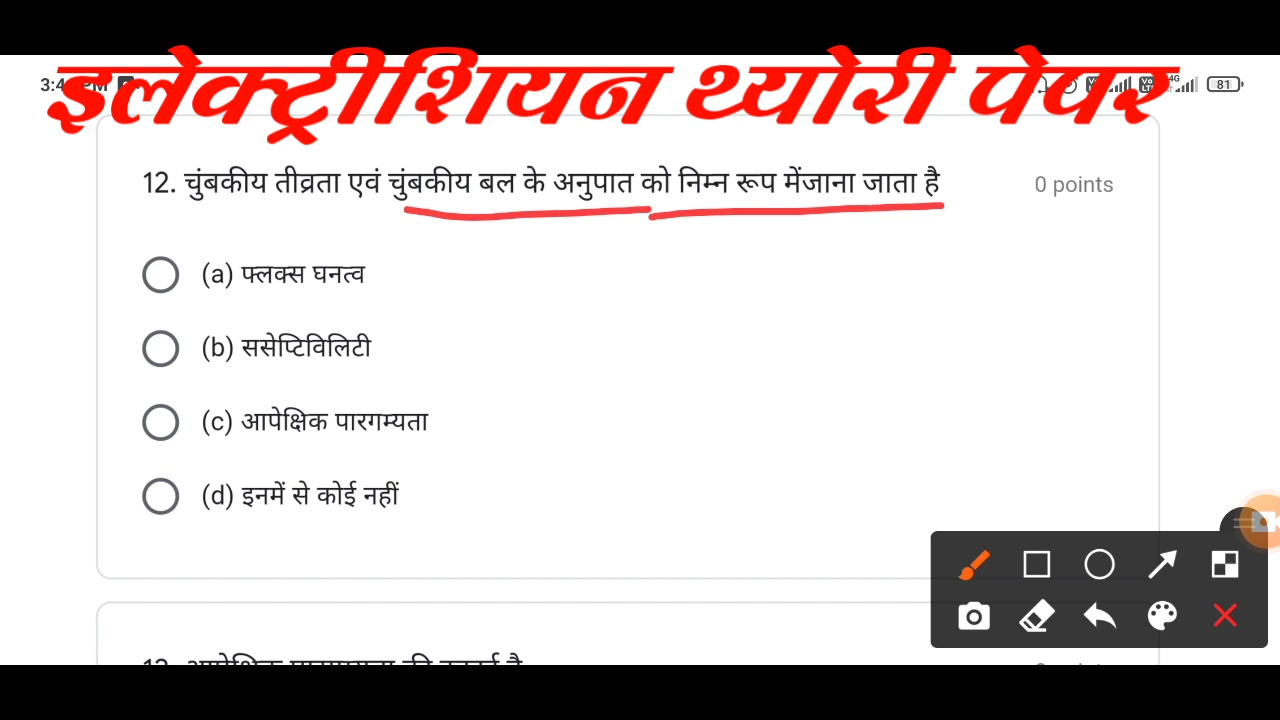 इलेक्ट्रीशियन थ्योरी पेपर
81
12. चुंबकीय तीव्रता एवं चुंबकीय बल के अनुपात को निम्न रूप मेंजाना जाता है
0 points
(a) फ्लक्स घनत्व
(b) ससेप्टिविलिटी
(c) आपेक्षिक पारगम्यता
(d) इनमें से कोई नहीं